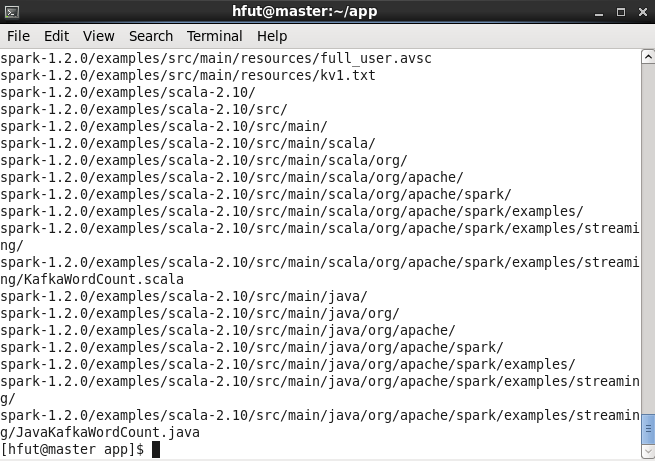 hfut@master:~/app
File Edit View Search Terminal Help
spark-1.2.0/examples/src/main/resources/full_user.avsc
spark-1.2.0/examples/src/main/resources/kv1.txt
spark-1.2.0/examples/scala-2.10/
spark-1.2.0/examples/scala-2.10/src/
spark-1.2.0/examples/scala-2.10/src/main/
spark-1.2.0/examples/scala-2.10/src/main/scala/
spark-1.2.0/examples/scala-2.10/src/main/scala/org/
spark-1.2.0/examples/scala-2.10/src/main/scala/org/apache/
spark-1.2.0/examples/scala-2.10/src/main/scala/org/apache/spark/
spark-1.2.0/examples/scala-2.10/src/main/scala/org/apache/spark/examples/
spark-1.2.0/examples/scala-2.10/src/main/scala/org/apache/spark/examples/streami
ng/
spark-1.2.0/examples/scala-2.10/src/main/scala/org/apache/spark/examples/streami
ng/KafkaWordCount.scala
spark-1.2.0/examples/scala-2.10/src/main/java/
spark-1.2.0/examples/scala-2.10/src/main/java/org/
spark-1.2.0/examples/scala-2.10/src/main/java/org/apache/
spark-1.2.0/examples/scala-2.10/src/main/java/org/apache/spark/
spark-1.2.0/examples/scala-2.10/src/main/java/org/apache/spark/examples/
spark-1.2.0/examples/scala-2.10/src/main/java/org/apache/spark/examples/streamin
g/
spark-1.2.0/examples/scala-2.10/src/main/java/org/apache/spark/examples/streamin
g/JavaKafkaWordCount.java
[hfut@master app]$